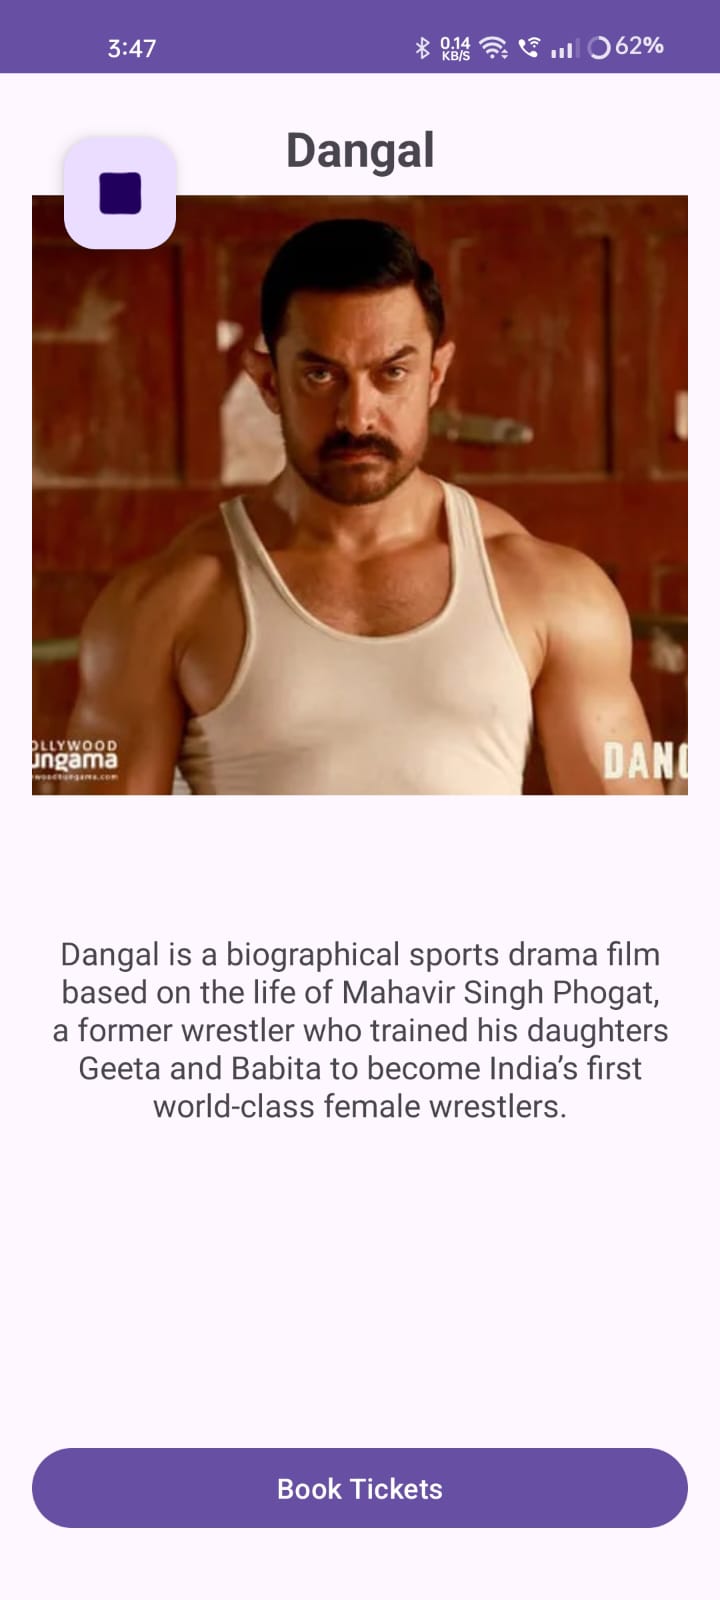 3:47
0.14
KB/S
62%
Dangal
OLLYWOOD
ungama
woodhungama.com
DANG
Dangal is a biographical sports drama film
based on the life of Mahavir Singh Phogat,
a former wrestler who trained his daughters
Geeta and Babita to become India’s first
world-class female wrestlers.
Book Tickets